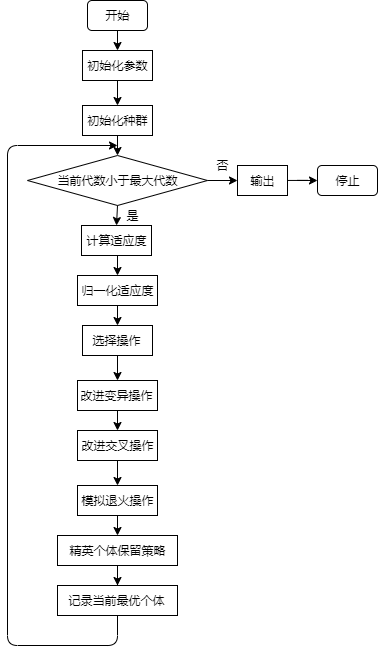 开始
初始化参数
初始化种群
当前代数小于最大代数
否
输出
停止
是
计算适应度
归一化适应度
选择操作
改进变异操作
改进交叉操作
模拟退火操作
精英个体保留策略
记录当前最优个体